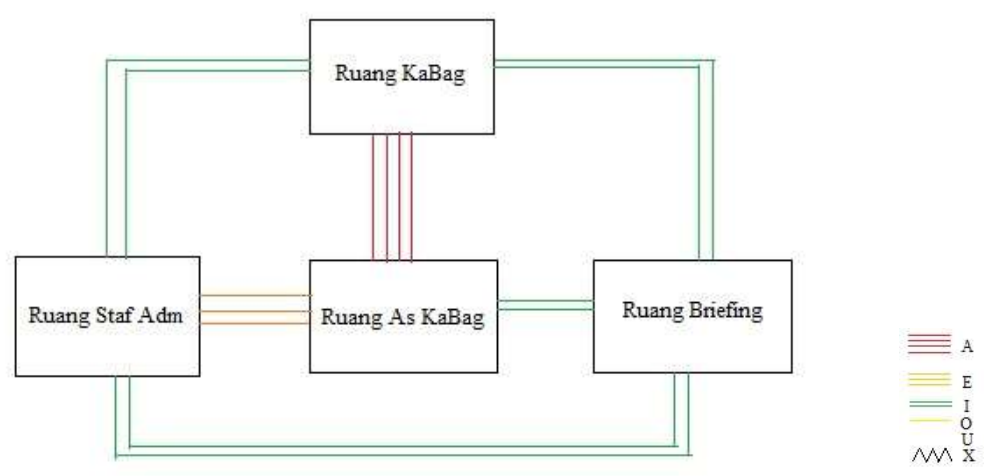 Ruang KaBag
Ruang Staf Adm
Ruang As KaBag
Ruang Briefing
A
E
I
O
U
X